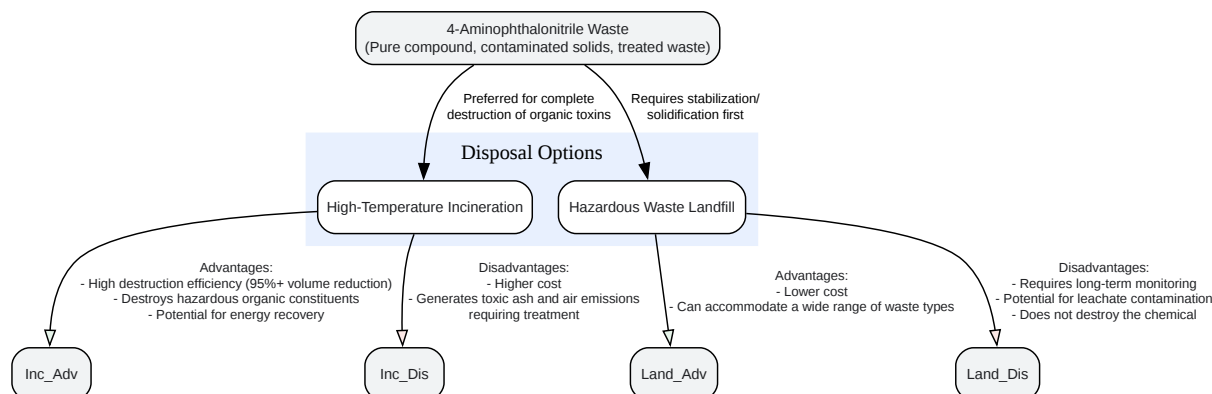 4-Aminophthalonitrile Waste
(Pure compound, contaminated solids, treated waste)
Preferred for complete
destruction of organic toxins
Requires stabilization/
solidification first
Disposal Options
High-Temperature Incineration
Hazardous Waste Landfill
Advantages:
- High destruction efficiency (95%+ volume reduction)
- Destroys hazardous organic constituents
- Potential for energy recovery
Disadvantages:
- Higher cost
- Generates toxic ash and air emissions
requiring treatment
Advantages:
- Lower cost
- Can accommodate a wide range of waste types
Disadvantages:
- Requires long-term monitoring
- Potential for leachate contamination
- Does not destroy the chemical
Inc_Adv
Inc_Dis
Land_Adv
Land_Dis